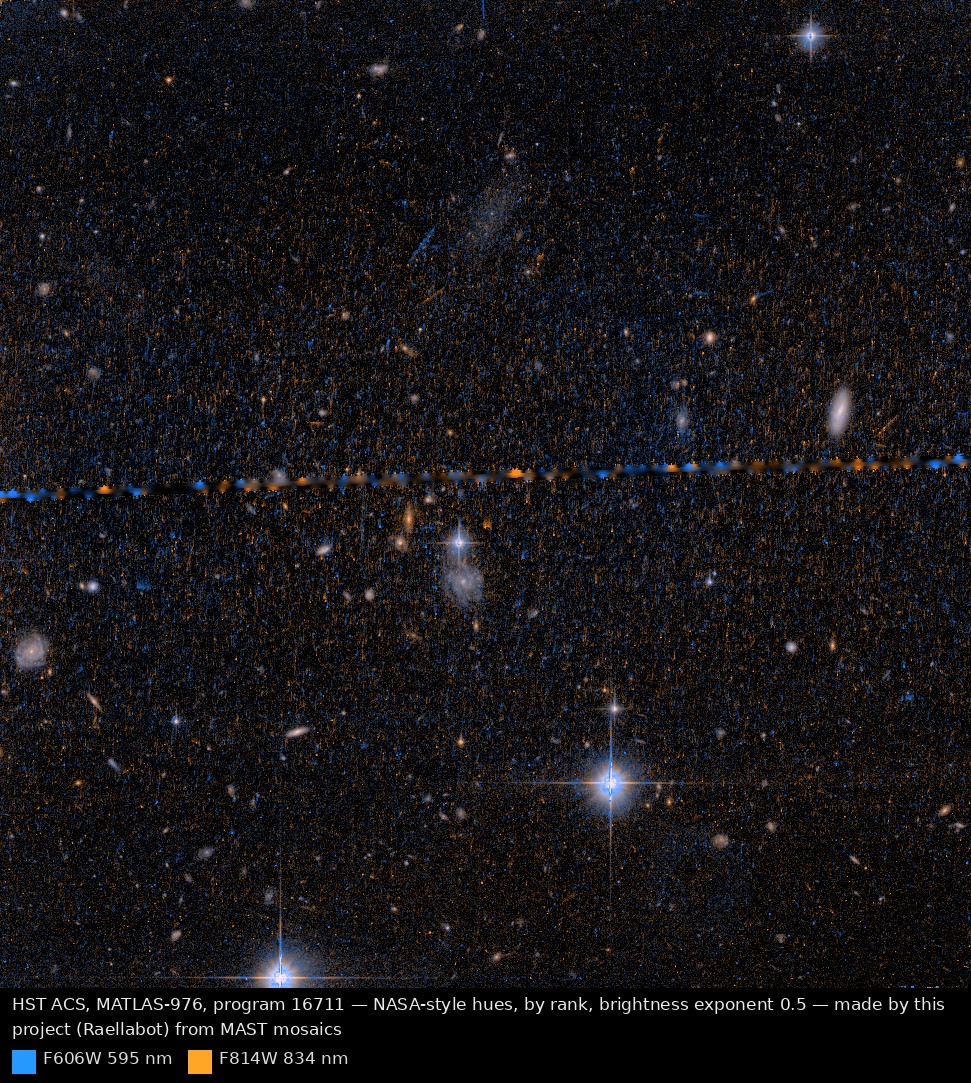 HST ACS, MATLAS-976, program 16711 — NASA-style hues, by rank, brightness exponent 0.5 — made by this
project (Raellabot) from MAST mosaics
F606W 595 nm F814W 834 nm